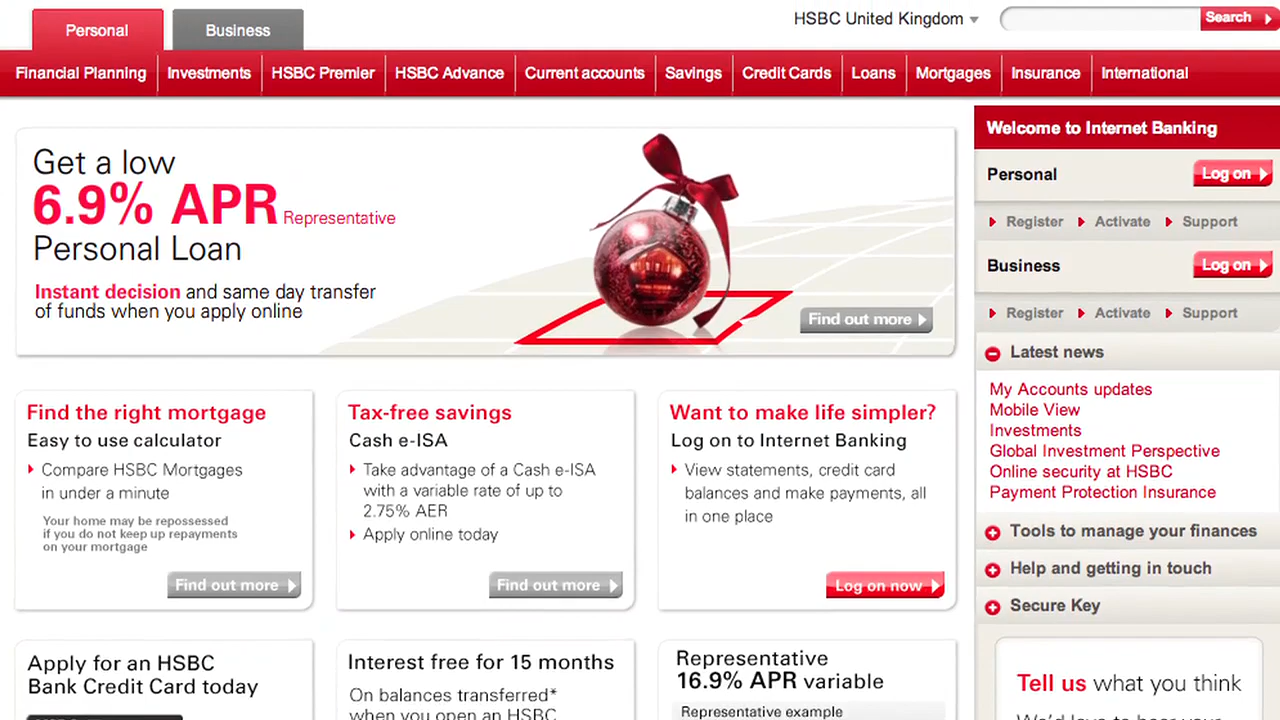 Personal
Business
HSBC United Kingdom
Search
Financial Planning
Investments
HSBC Premier
HSBC Advance
Current accounts
Savings
Credit Cards
Loans
Mortgages
Insurance
International
Get a low
6.9% APR Representative
Personal Loan
Instant decision and same day transfer
of funds when you apply online
Find out more
Find the right mortgage
Easy to use calculator
Compare HSBC Mortgages
in under a minute
Your home may be repossessed
if you do not keep up repayments
on your mortgage
Find out more
Tax-free savings
Cash e-ISA
Take advantage of a Cash e-ISA
with a variable rate of up to
2.75% AER
Apply online today
Find out more
Want to make life simpler?
Log on to Internet Banking
View statements, credit card
balances and make payments, all
in one place
Log on now
Apply for an HSBC
Bank Credit Card today
Interest free for 15 months
On balances transferred*
when you open an HSBC
Representative
16.9% APR variable
Representative example
Welcome to Internet Banking
Personal
Log on
Register
Activate
Support
Business
Log on
Register
Activate
Support
Latest news
My Accounts updates
Mobile View
Investments
Global Investment Perspective
Online security at HSBC
Payment Protection Insurance
Tools to manage your finances
Help and getting in touch
Secure Key
Tell us what you think